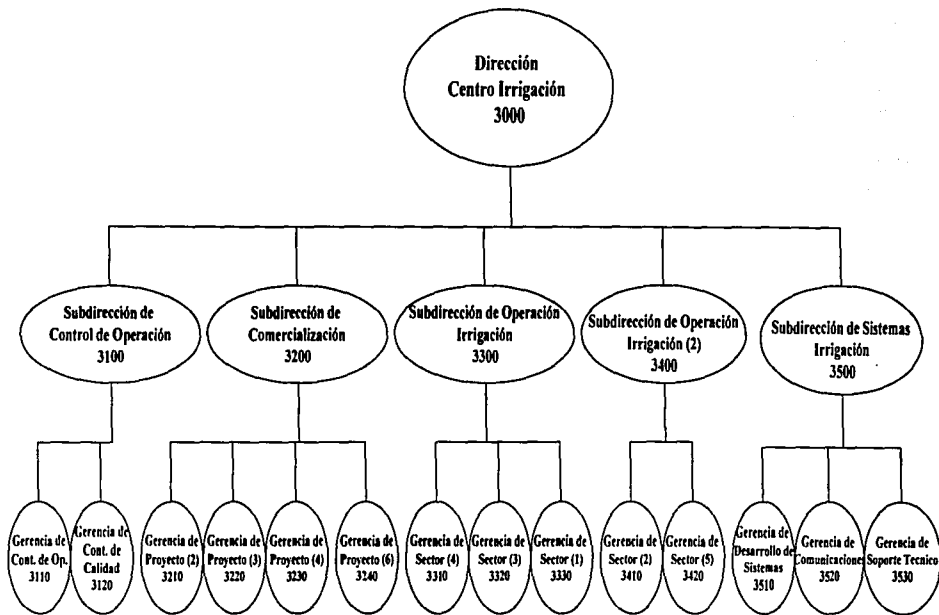 Dirección
Centro Irrigación
3000
Subdirección de
Control de Operación
3100
Subdirección de
Comercialización
3200
Subdirección de Operación
Irrigación
3300
Subdirección de Operación
Irrigación (2)
3400
Subdirección de Sistemas
Irrigación
3500
Gerencia de
Cont. de Op.
3110
Gerencia de
Cont. de
Calidad
3120
Gerencia de
Proyecto (2)
3210
Gerencia de
Proyecto (3)
3220
Gerencia de
Proyecto (4)
3230
Gerencia de
Proyecto (6)
3240
Gerencia de
Sector (4)
3310
Gerencia de
Sector (3)
3320
Gerencia de
Sector (1)
3330
Gerencia de
Sector (2)
3410
Gerencia de
Sector (5)
3420
Gerencia de
Desarrollo de
Sistemas
3510
Gerencia de
Comunicaciones
3520
Gerencia de
Soporte Tecnico
3530